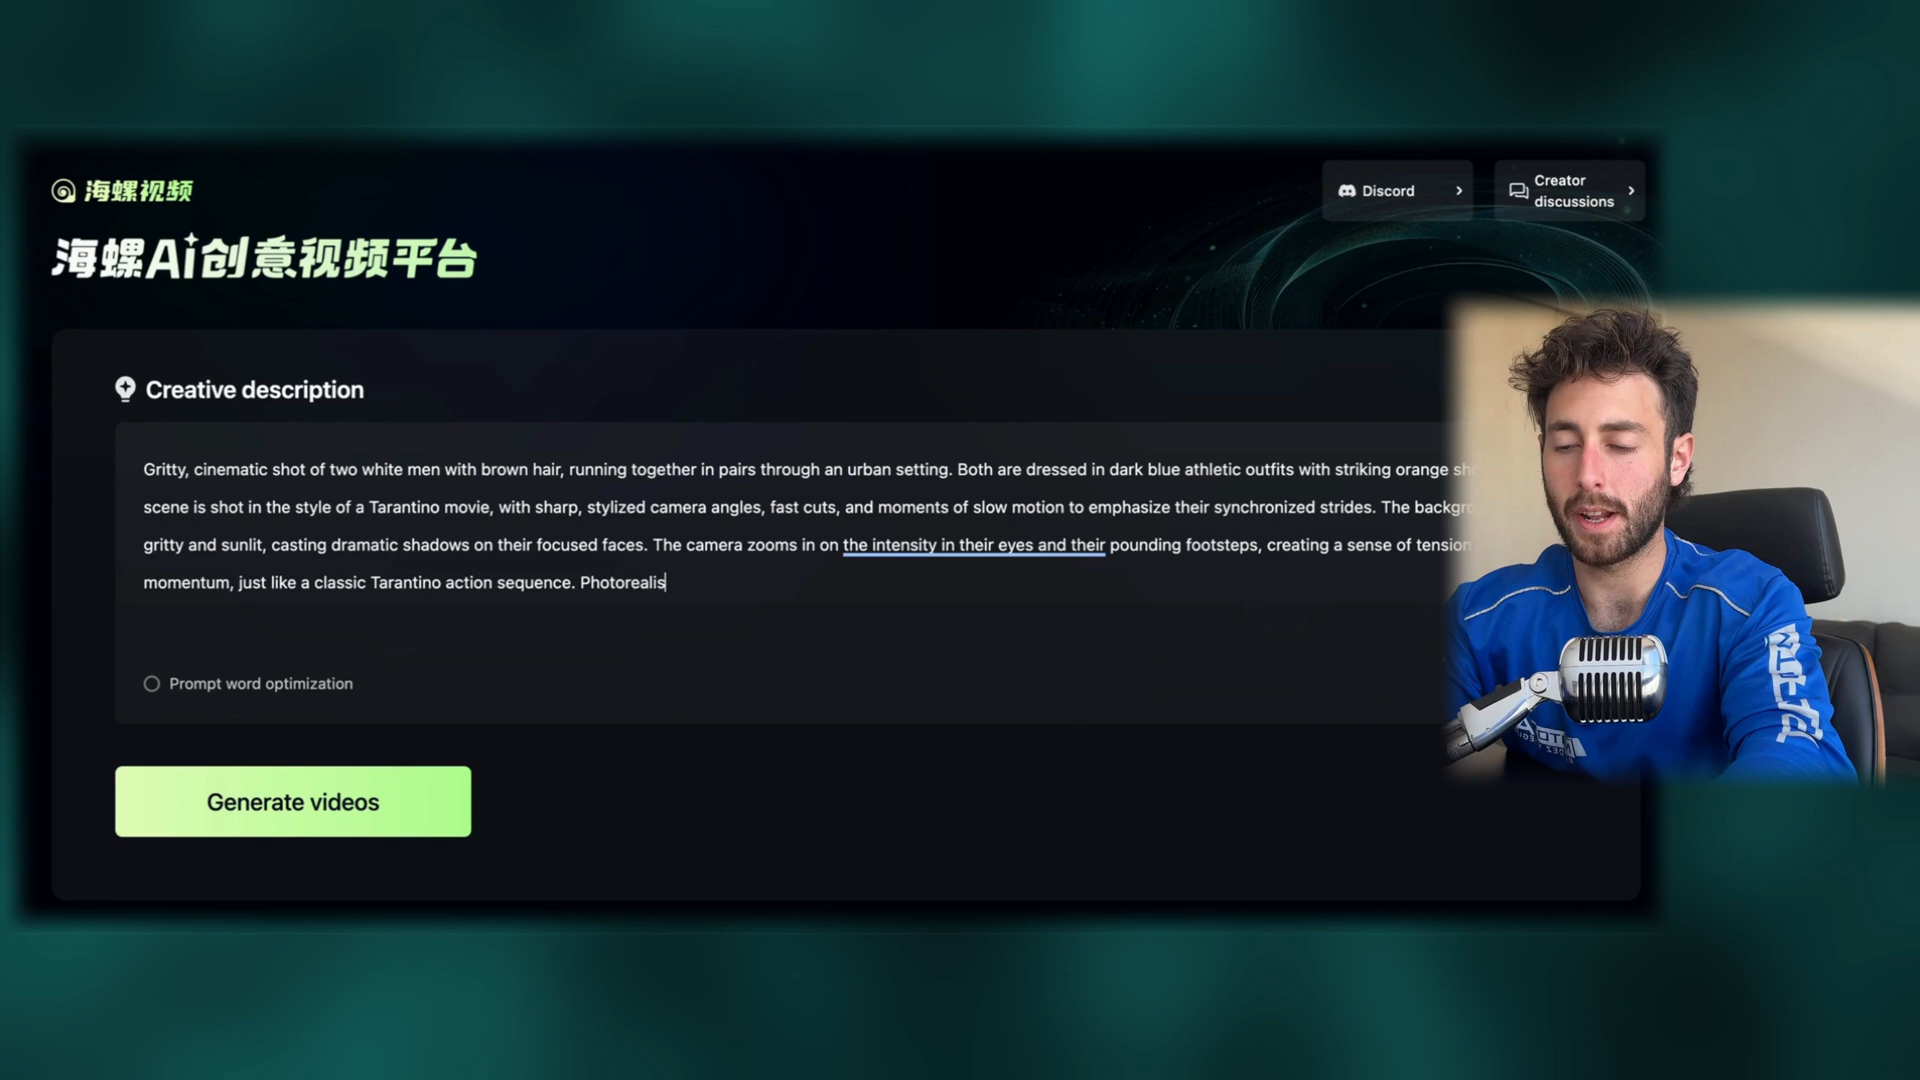 海螺视频
Discord
Creator
discussions
海螺Ai创意视频平台
Creative description
Gritty, cinematic shot of two white men with brown hair, running together in pairs through an urban setting. Both are dressed in dark blue athletic outfits with striking orange
scene is shot in the style of a Tarantino movie, with sharp, stylized camera angles, fast cuts, and moments of slow motion to emphasize their synchronized strides. The
gritty and sunlit, casting dramatic shadows on their focused faces. The camera zooms in on the intensity in their eyes and their pounding footsteps, creating a sense of tension
momentum, just like a classic Tarantino action sequence. Photorealis
Prompt word optimization
Generate videos